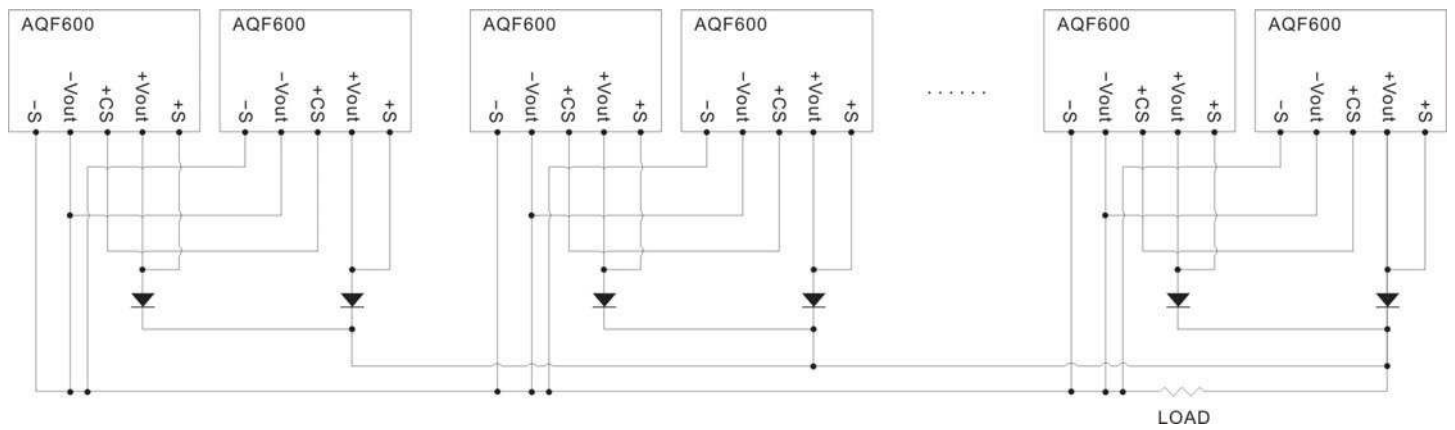 AQF600 AQF600 AQF600 AQF600 AQF600 AQF600
−S −Vout +CS +Vout +S −S −Vout +CS +Vout +S −S −Vout +CS +Vout +S −S −Vout +CS +Vout +S ...... −S −Vout +CS +Vout +S −S −Vout +CS +Vout +S
LOAD